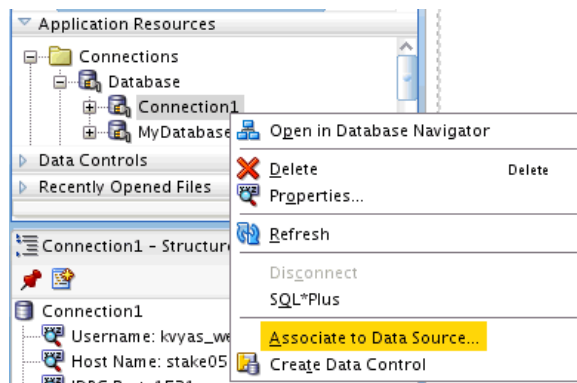 Application Resources
Connections
Database
Connection1
MyDatabase
Data Controls
Recently Opened Files
Open in Database Navigator
Delete Delete
Properties...
Refresh
Disconnect
SQL*Plus
Associate to Data Source...
Create Data Control
Connection1 - Structure
Connection1
Username: kvyas_we
Host Name: stake05